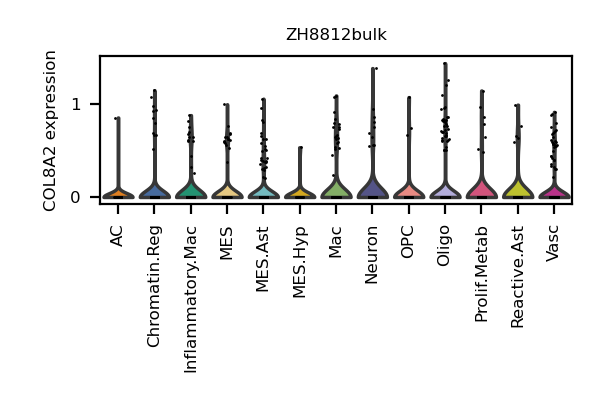 ZH8812bulk
COL8A2 expression
1
0
AC
Chromatin.Reg
Inflammatory.Mac
MES
MES.Ast
MES.Hyp
Mac
Neuron
OPC
Oligo
Prolif.Metab
Reactive.Ast
Vasc